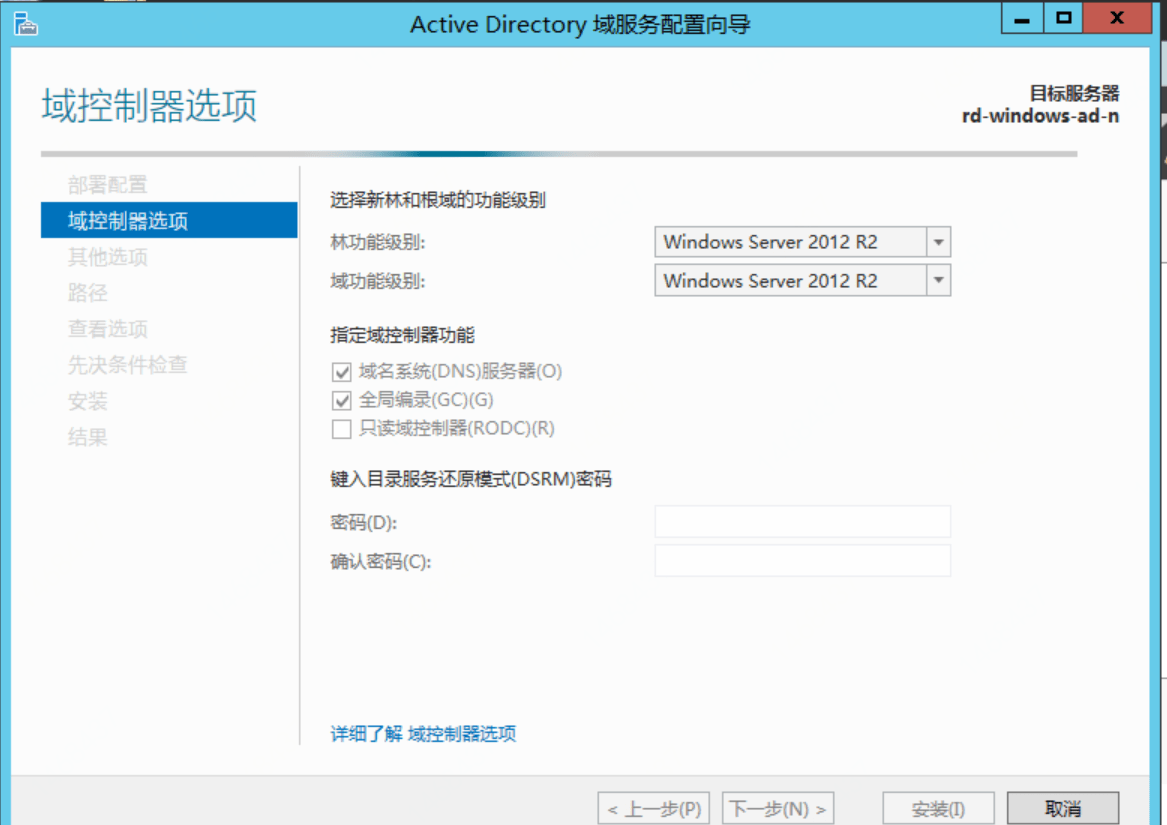 Active Directory 域服务配置向导
域控制器选项
目标服务器
rd-windows-ad-n
部署配置
域控制器选项
其他选项
路径
查看选项
先决条件检查
安装
结果
选择新林和根域的功能级别
林功能级别: Windows Server 2012 R2
域功能级别: Windows Server 2012 R2
指定域控制器功能
域名系统(DNS)服务器(O)
全局编录(GC)(G)
只读域控制器(RODC)(R)
键入目录服务还原模式(DSRM)密码
密码(D):
确认密码(C):
详细了解 域控制器选项
< 上一步(P) 下一步(N) > 安装(I) 取消